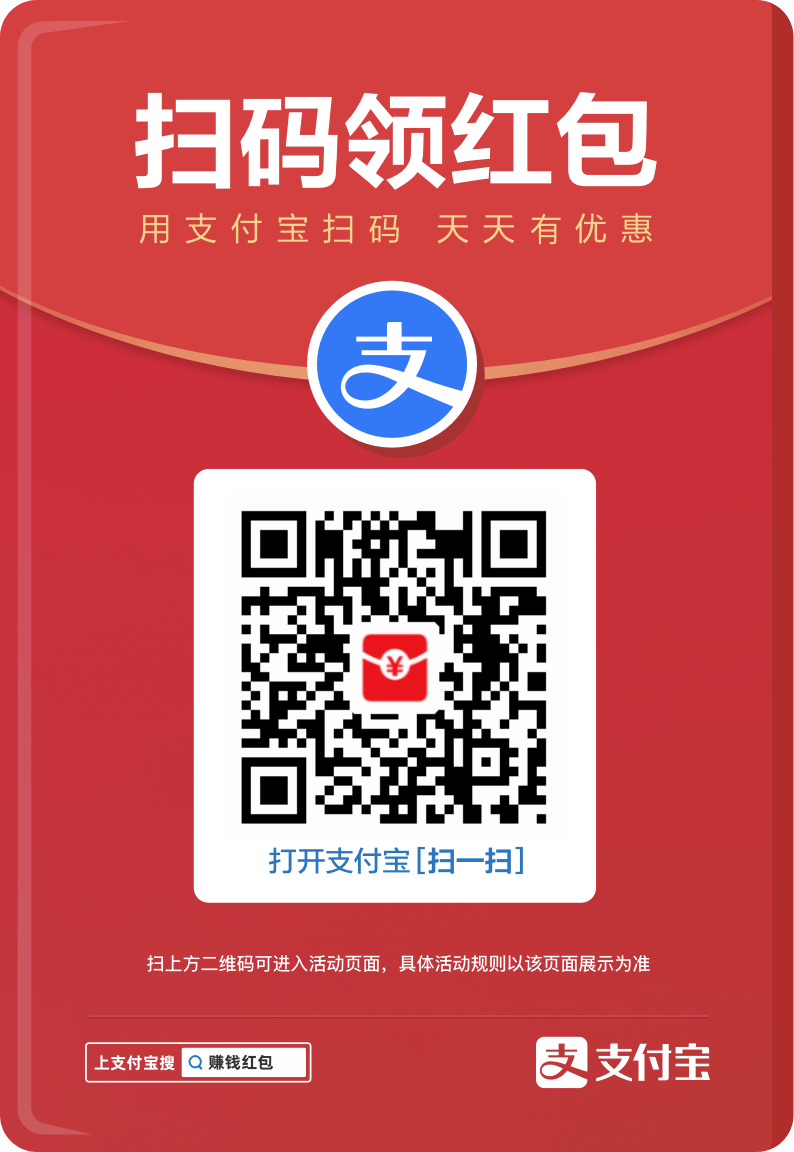 扫码领红包
用支付宝扫码 天天有优惠
支
¥
打开支付宝[扫一扫]
扫上方二维码可进入活动页面，具体活动规则以该页面展示为准
上支付宝搜 赚钱红包
支 支付宝